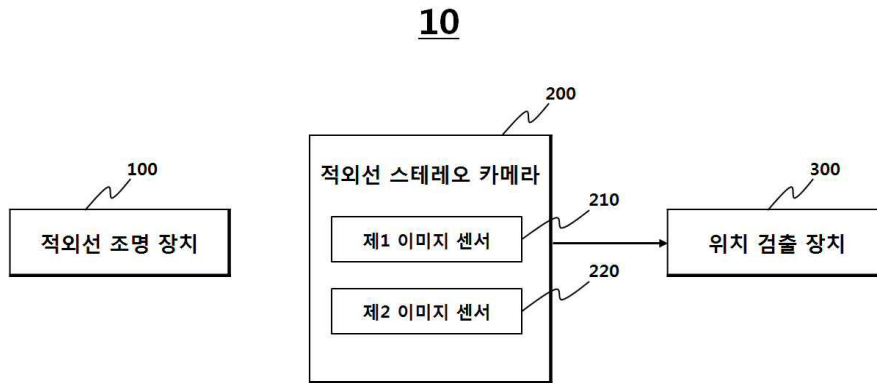 10
200
적외선 스테레오 카메라
100
적외선 조명 장치
210
제1 이미지 센서
300
위치 검출 장치
220
제2 이미지 센서